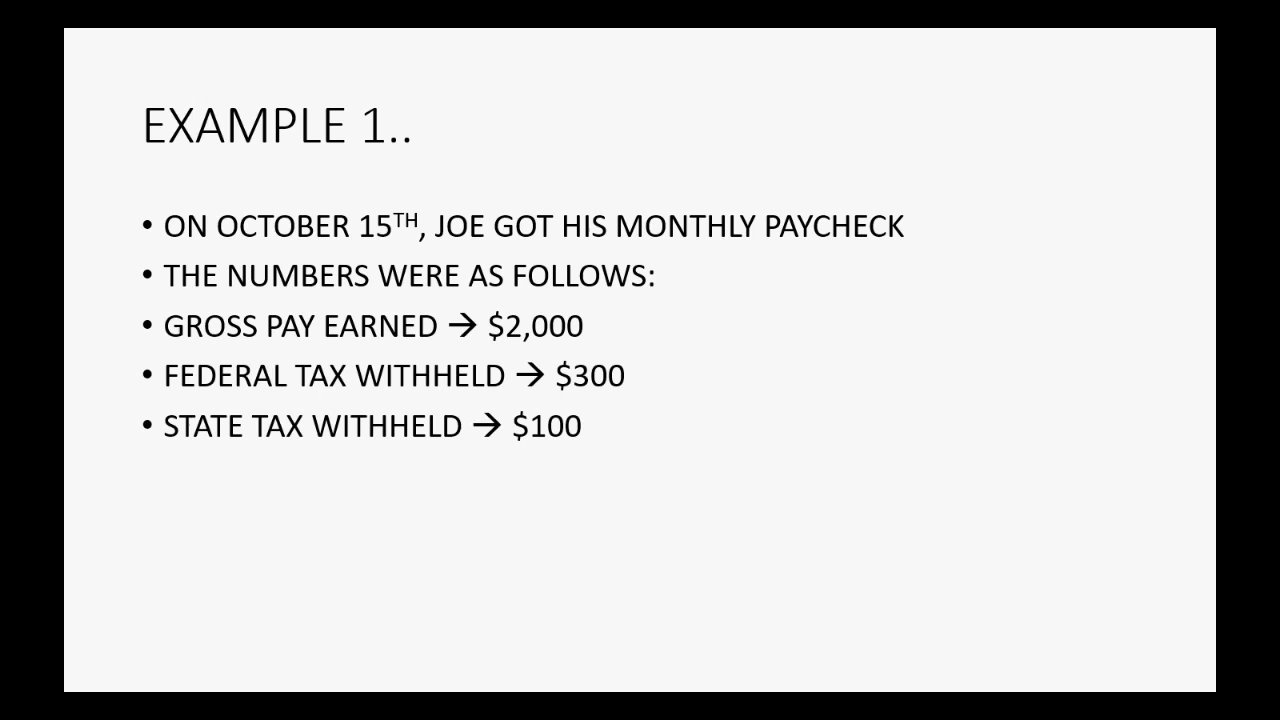 EXAMPLE 1..
• ON OCTOBER 15TH, JOE GOT HIS MONTHLY PAYCHECK
• THE NUMBERS WERE AS FOLLOWS:
• GROSS PAY EARNED → $2,000
• FEDERAL TAX WITHHELD → $300
• STATE TAX WITHHELD → $100